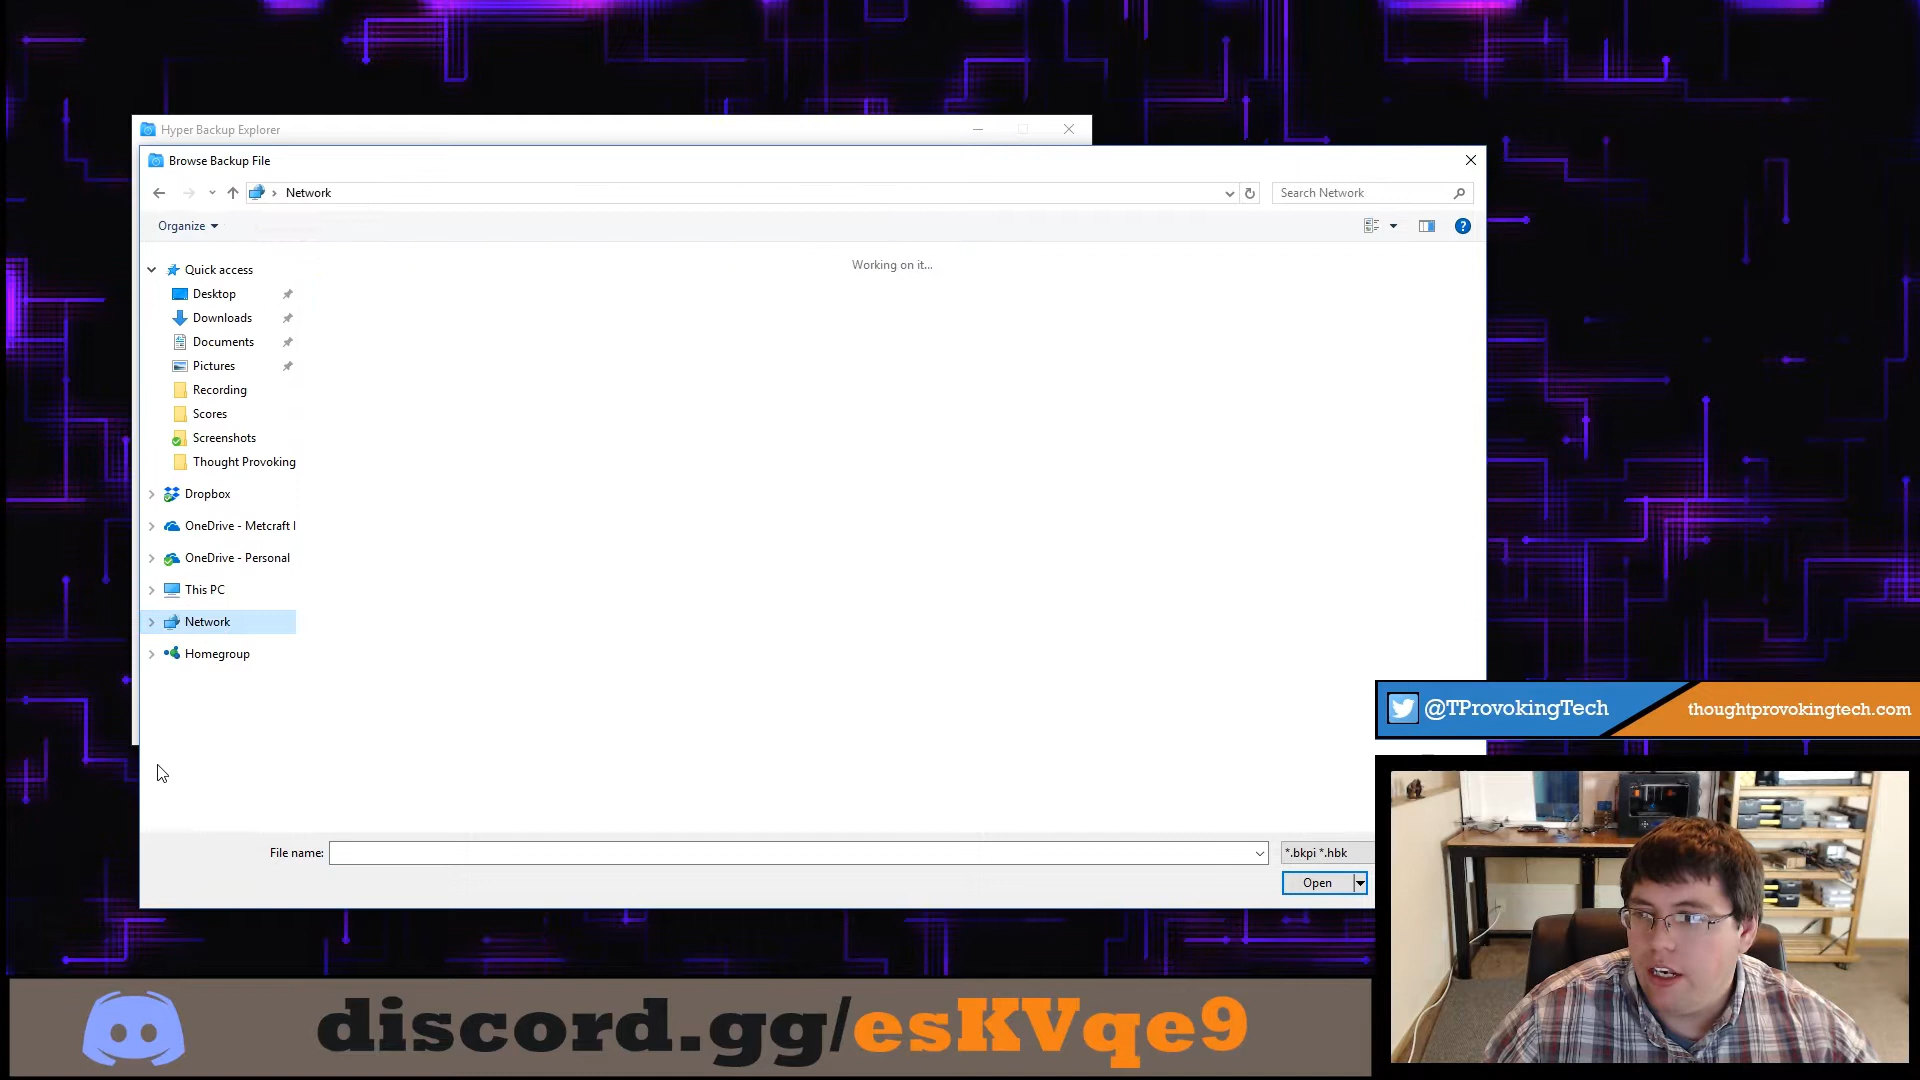 Hyper Backup Explorer
Browse Backup File
Network
Search Network
Organize
Working on it...
Quick access
Desktop
Downloads
Documents
Pictures
Recording
Scores
Screenshots
Thought Provoking
Dropbox
OneDrive - Metcraft I
OneDrive - Personal
This PC
Network
Homegroup
@TProvokingTech
thoughtprovokingtech.com
File name:
*.bkpi *.hbk
Open
discord.gg/esKVqe9